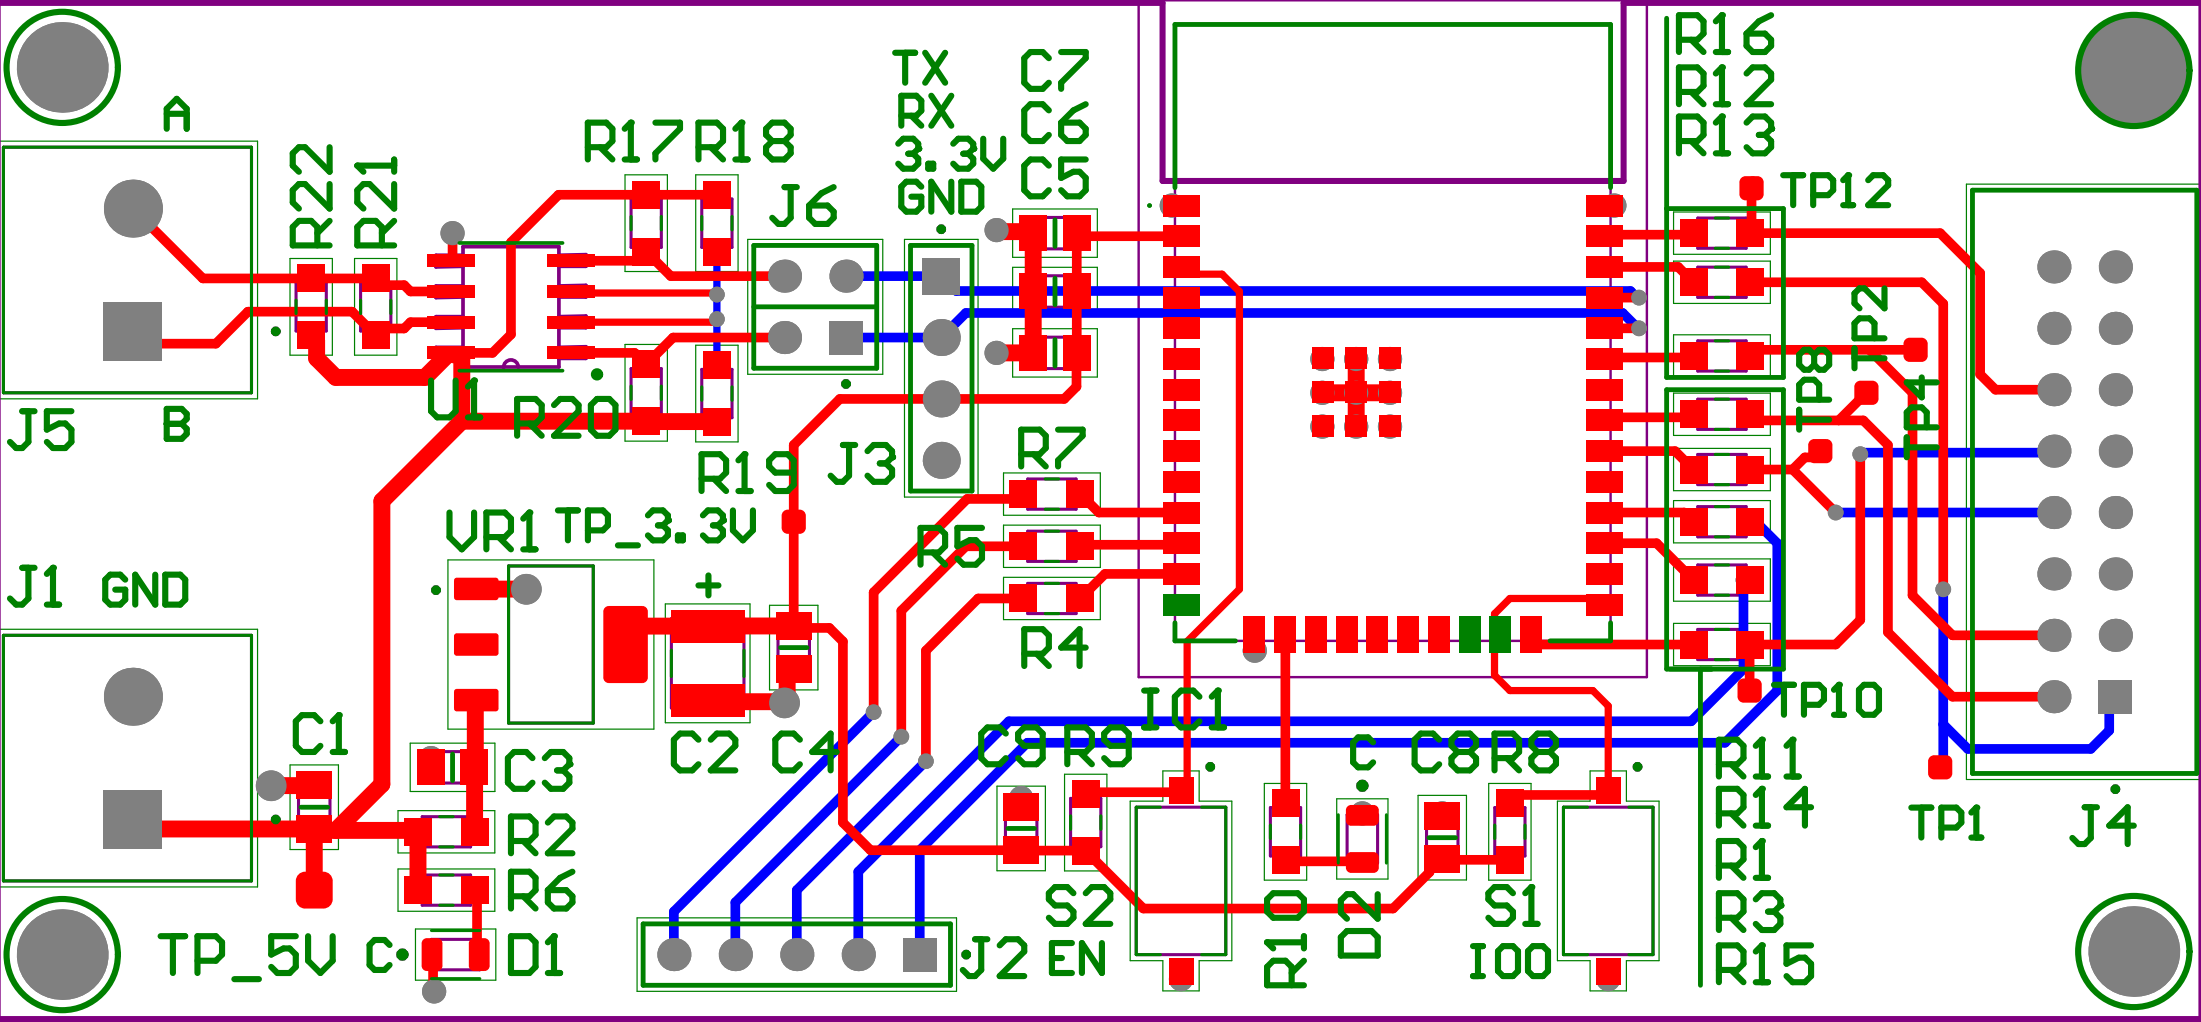 A
B
J5
R22
R21
R17
R18
J6
TX
RX
3.3V
GND
C7
C6
C5
R16
R12
R13
TP12
TP2
TP8
TP4
U1
R20
R19
J3
R7
R5
R4
VR1
TP_3.3V
+
J1
GND
C1
C3
C2
C4
C9
R9
IC1
C
C8
R8
TP10
R11
R14
R1
R3
R15
TP1
J4
R2
R6
TP_5V
C
D1
J2
S2
EN
R10
D2
S1
IO0